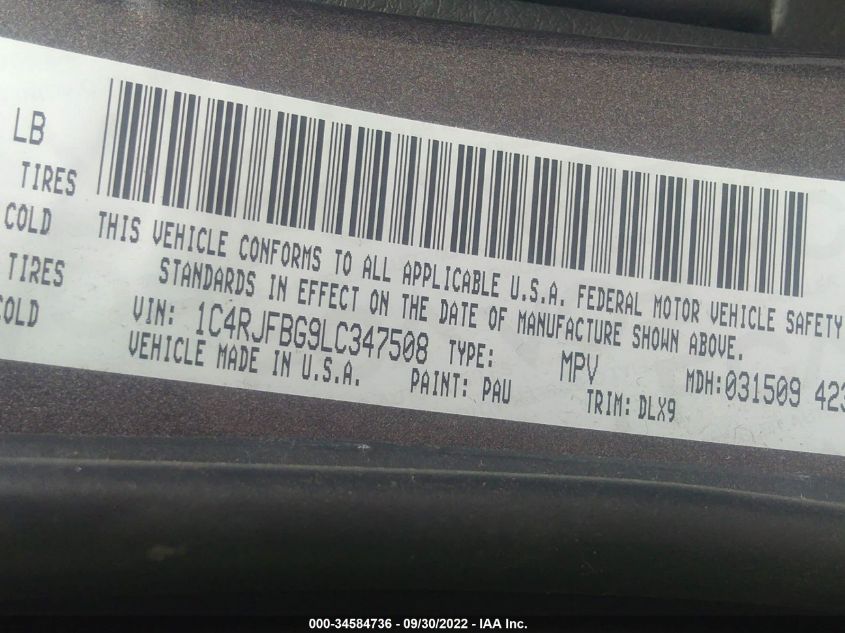 LB
TIRES
COLD
TIRES
COLD
THIS VEHICLE CONFORMS TO ALL APPLICABLE U.S.A. FEDERAL MOTOR VEHICLE SAFETY
STANDARDS IN EFFECT ON THE DATE OF MANUFACTURE SHOWN ABOVE.
VIN: 1C4RJFBG9LC347508 TYPE: MPV MDH:031509 423
VEHICLE MADE IN U.S.A. PAINT: PAU TRIM: DLX9
000-34584736 - 09/30/2022 - IAA Inc.